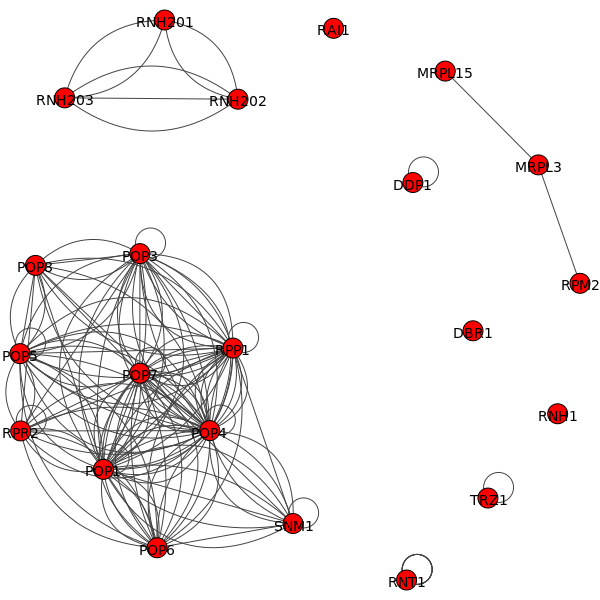 RNH201
RAI1
MRPL15
RNH203
RNH202
MRPL3
DDP1
POP3
POP8
RPM2
DBR1
RPP1
POP5
POP7
RNH1
RPR2
POP4
POP1
TRZ1
SNM1
POP6
RNT1